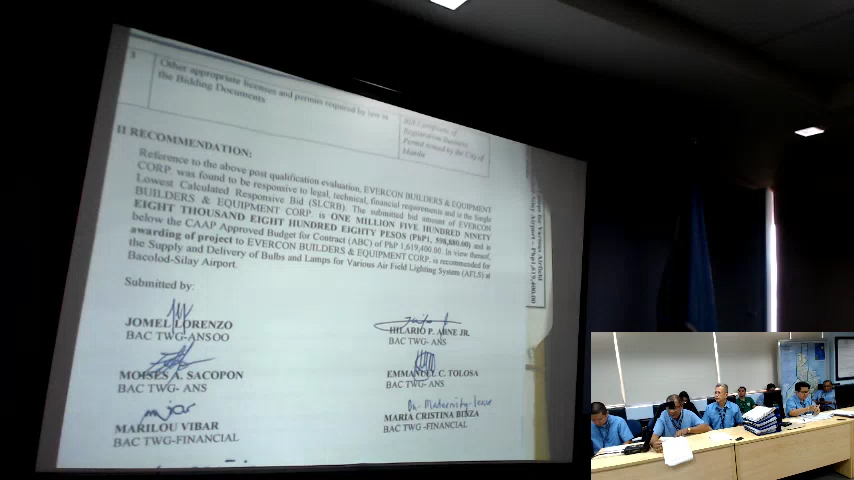 3 Other appropriate licenses and permits required by law in
the Bidding Documents
Registration Business
Permit issued by the City of
Manila
II RECOMMENDATION:
Reference to the above post qualification evaluation, EVERCON BUILDERS & EQUIPMENT
CORP. was found to be responsive to legal, technical, financial requirements and is the Single
Lowest Calculated Responsive Bid (SLCRB). The submitted bid amount of EVERCON
BUILDERS & EQUIPMENT CORP. is ONE MILLION FIVE HUNDRED NINETY
EIGHT THOUSAND EIGHT HUNDRED EIGHTY PESOS (PhP1, 598,880.00) and is
below the CAAP Approved Budget for Contract (ABC) of PhP 1,619,400.00. In view thereof,
awarding of project to EVERCON BUILDERS & EQUIPMENT CORP. is recommended for
the Supply and Delivery of Bulbs and Lamps for Various Air Field Lighting System (AFLS) at
Bacolod-Silay Airport.
Submitted by:
JOMEL LORENZO
BAC TWG-ANSOO
HILARIO P. ABNE JR.
BAC TWG- ANS
MOISES A. SACOPON
BAC TWG- ANS
EMMANUEL C. TOLOSA
BAC TWG- ANS
On Maternity-leave
MARILOU VIBAR
BAC TWG-FINANCIAL
MARIA CRISTINA BINZA
BAC TWG -FINANCIAL